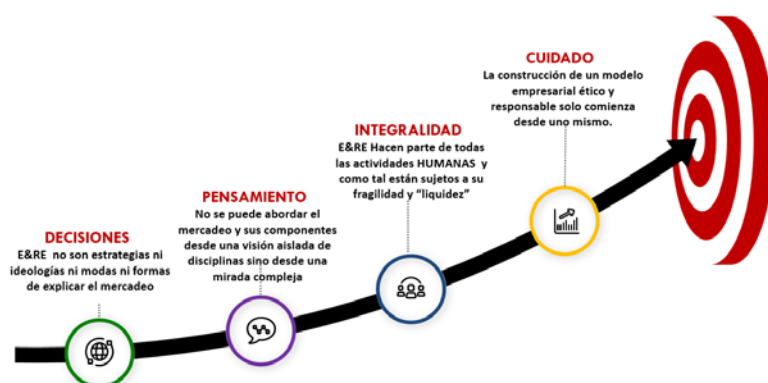 DECISIONES
E&RE no son estrategias ni
ideologías ni modas ni formas
de explicar el mercadeo
PENSAMIENTO
No se puede abordar el
mercadeo y sus componentes
desde una visión aislada de
disciplinas sino desde una
mirada compleja
INTEGRALIDAD
E&RE Hacen parte de todas
las actividades HUMANAS y
como tal están sujetos a su
fragilidad y “liquidez”
CUIDADO
La construcción de un modelo
empresarial ético y
responsable solo comienza
desde uno mismo.